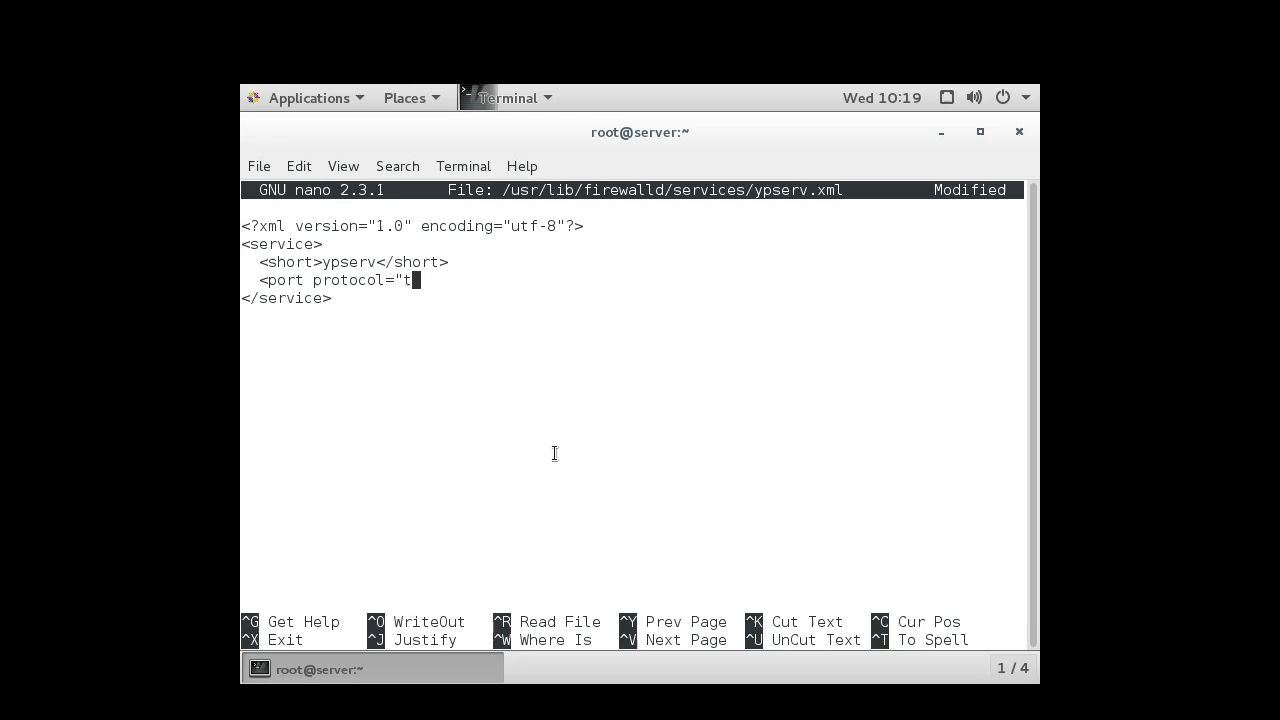 Applications Places Terminal Wed 10:19
root@server:~
File Edit View Search Terminal Help
GNU nano 2.3.1 File: /usr/lib/firewalld/services/ypserv.xml Modified
<?xml version="1.0" encoding="utf-8"?>
<service>
  <short>ypserv</short>
  <port protocol="t
</service>
^G Get Help ^O WriteOut ^R Read File ^Y Prev Page ^K Cut Text ^C Cur Pos
^X Exit ^J Justify ^W Where Is ^V Next Page ^U UnCut Text ^T To Spell
root@server:~ 1 / 4